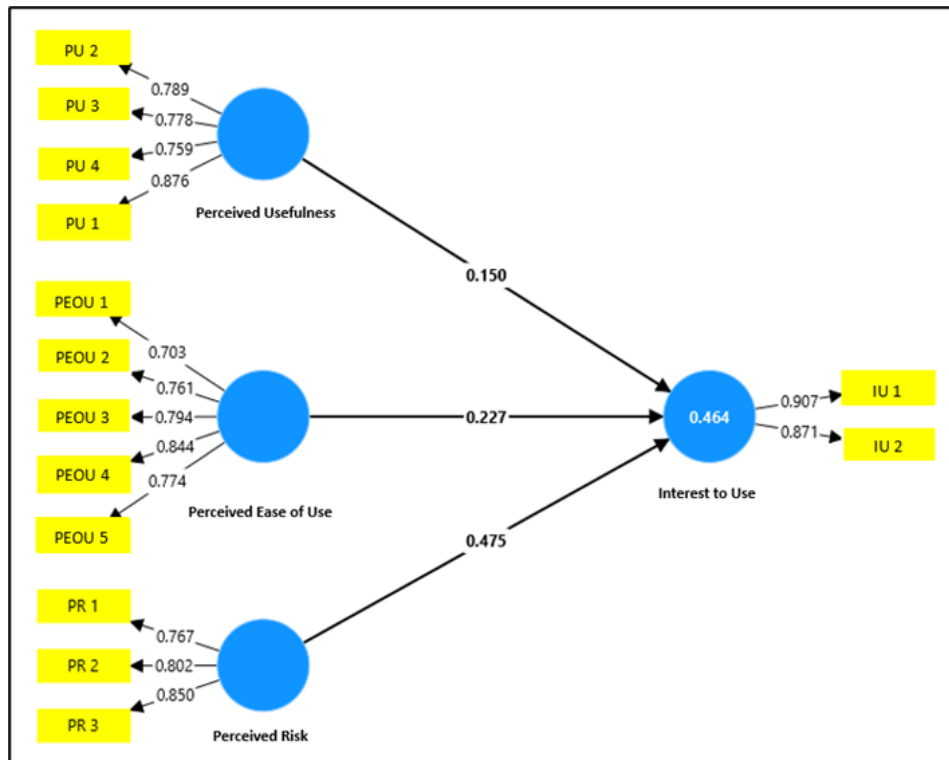 PU 2
0.789
PU 3
0.778
PU 4
0.759
0.876
PU 1
Perceived Usefulness
0.150
PEOU 1
0.703
PEOU 2
0.761
PEOU 3
0.794
PEOU 4
0.844
0.774
PEOU 5
Perceived Ease of Use
0.227
0.464
Interest to Use
0.907
IU 1
0.871
IU 2
0.475
PR 1
0.767
PR 2
0.802
0.850
PR 3
Perceived Risk